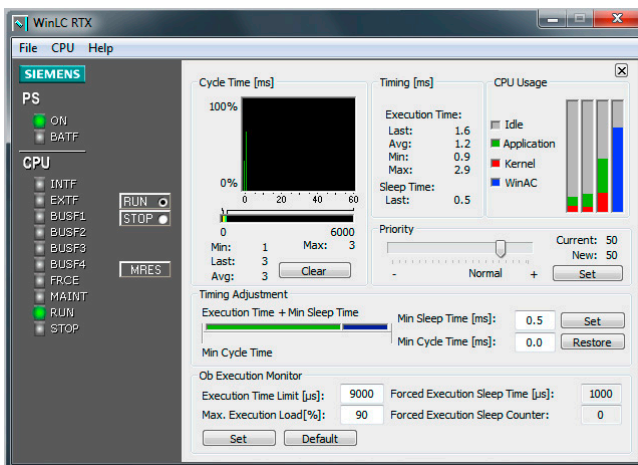 WinLC RTX
File CPU Help
SIEMENS
PS
ON
BATF
CPU
INTF
EXTF
BUSF1
BUSF2
BUSF3
BUSF4
FRCE
MAINT
RUN
STOP
RUN
STOP
MRES
Cycle Time [ms]
100%
0%
0 20 40 60
0 6000
Min: 1 Max: 3
Last: 3
Avg: 3 Clear
Timing [ms]
Execution Time:
Last: 1.6
Avg: 1.2
Min: 0.9
Max: 2.9
Sleep Time:
Last: 0.5
CPU Usage
Idle
Application
Kernel
WinAC
Priority
Current: 50
New: 50
- Normal + Set
Timing Adjustment
Execution Time + Min Sleep Time
Min Cycle Time
Min Sleep Time [ms]: 0.5 Set
Min Cycle Time [ms]: 0.0 Restore
Ob Execution Monitor
Execution Time Limit [µs]: 9000 Forced Execution Sleep Time [µs]: 1000
Max. Execution Load[%]: 90 Forced Execution Sleep Counter: 0
Set Default